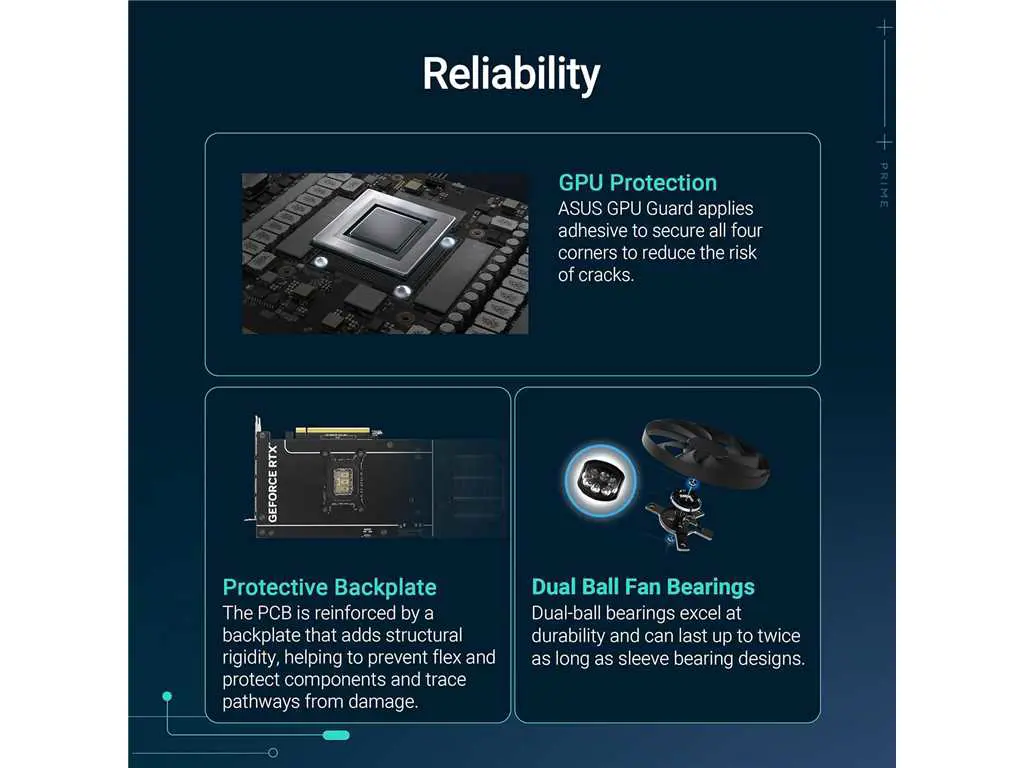 Reliability
PRIME
GPU Protection
ASUS GPU Guard applies
adhesive to secure all four
corners to reduce the risk
of cracks.
GEFORCE RTX
Protective Backplate
The PCB is reinforced by a
backplate that adds structural
rigidity, helping to prevent flex and
protect components and trace
pathways from damage.
Dual Ball Fan Bearings
Dual-ball bearings excel at
durability and can last up to twice
as long as sleeve bearing designs.